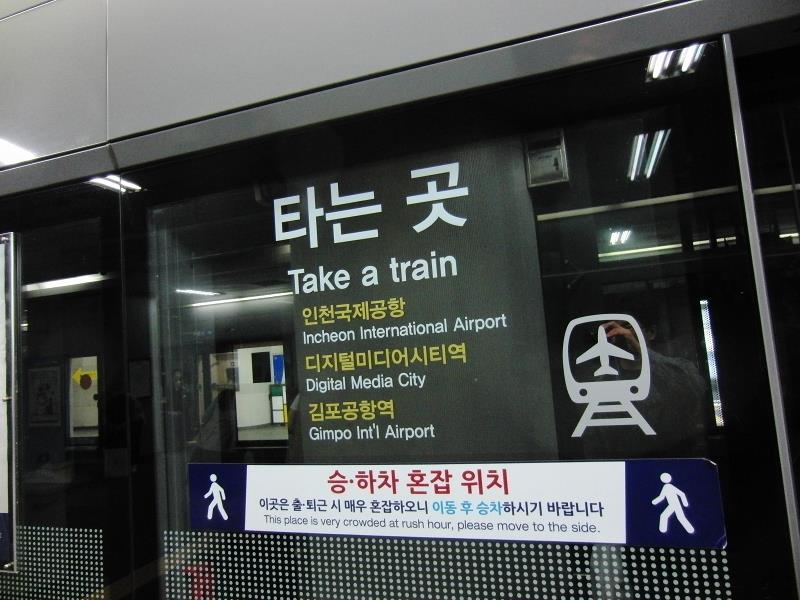 타는 곳
Take a train
인천국제공항
Incheon International Airport
디지털미디어시티역
Digital Media City
김포공항역
Gimpo Int'l Airport
승·하차 혼잡 위치
이곳은 출·퇴근 시 매우 혼잡하오니 이동 후 승차하시기 바랍니다
This place is very crowded at rush hour, please move to the side.